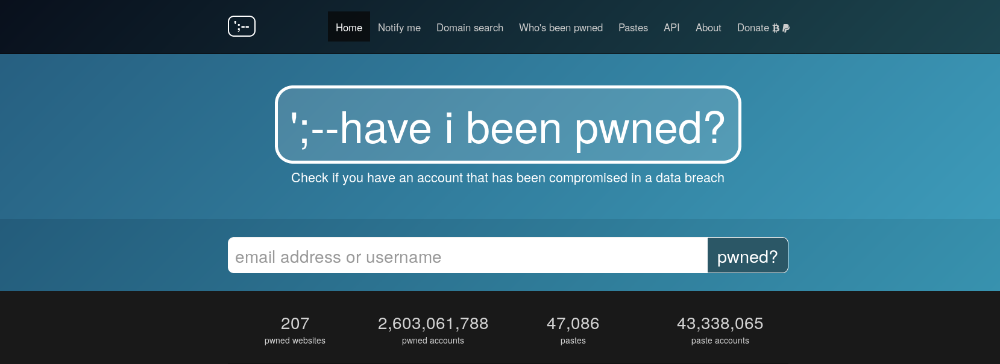 ';--
Home Notify me Domain search Who's been pwned Pastes API About Donate
';--have i been pwned?
Check if you have an account that has been compromised in a data breach
email address or username pwned?
207 2,603,061,788 47,086 43,338,065
pwned websites pwned accounts pastes paste accounts